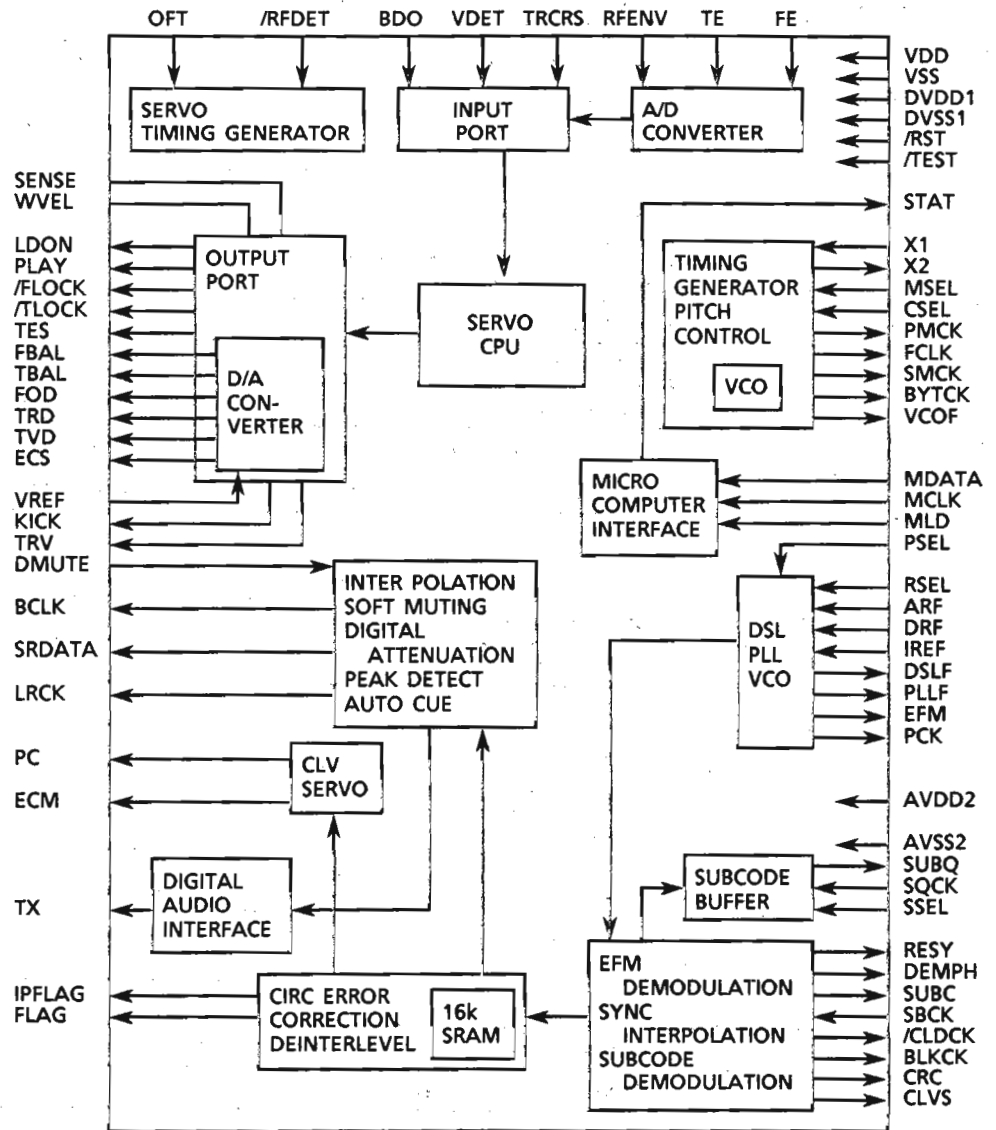 OFT /RFDET BDO VDET TRCRS RFENV TE FE
SERVO
TIMING GENERATOR
INPUT
PORT
A/D
CONVERTER
VDD
VSS
DVDD1
DVSS1
/RST
/TEST
SENSE
WVEL
LDON
PLAY
/FLOCK
/TLOCK
TES
FBAL
TBAL
FOD
TRD
TVD
ECS
VREF
KICK
TRV
DMUTE
BCLK
SRDATA
LRCK
PC
ECM
TX
IPFLAG
FLAG
OUTPUT
PORT
D/A
CON-
VERTER
SERVO
CPU
TIMING
GENERATOR
PITCH
CONTROL
VCO
MICRO
COMPUTER
INTERFACE
INTER POLATION
SOFT MUTING
DIGITAL
ATTENUATION
PEAK DETECT
AUTO CUE
DSL
PLL
VCO
CLV
SERVO
DIGITAL
AUDIO
INTERFACE
SUBCODE
BUFFER
CIRC ERROR
CORRECTION
DEINTERLEVEL
16k
SRAM
EFM
DEMODULATION
SYNC
INTERPOLATION
SUBCODE
DEMODULATION
STAT
X1
X2
MSEL
CSEL
PMCK
FCLK
SMCK
BYTCK
VCOF
MDATA
MCLK
MLD
PSEL
RSEL
ARF
DRF
IREF
DSLF
PLLF
EFM
PCK
AVDD2
AVSS2
SUBQ
SQCK
SSEL
RESY
DEMPH
SUBC
SBCK
/CLDCK
BLKCK
CRC
CLVS